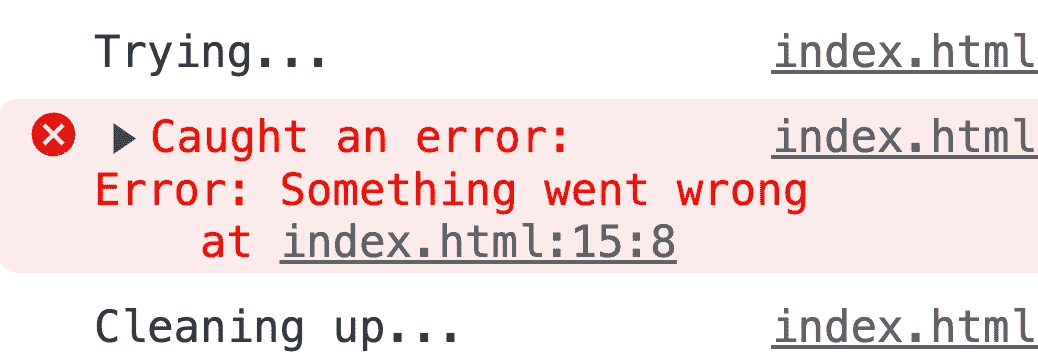 Trying... index.html
Caught an error: index.html
Error: Something went wrong
at index.html:15:8
Cleaning up... index.html